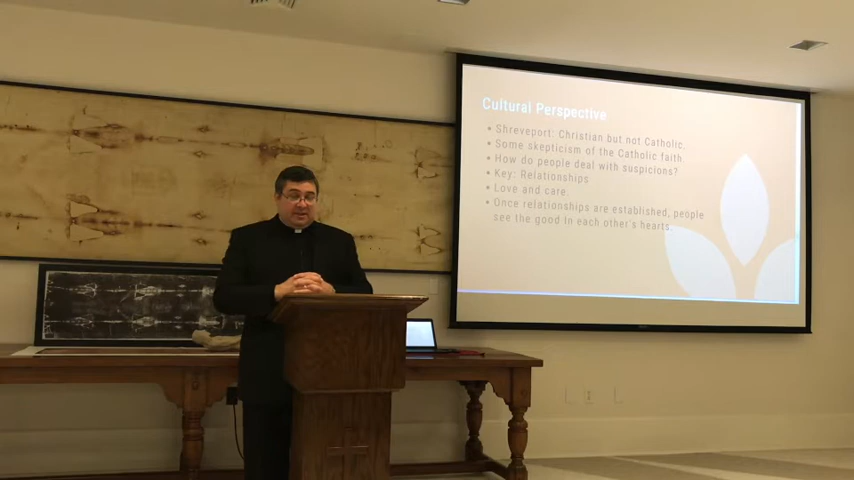 Cultural Perspective
• Shreveport: Christian but not Catholic.
• Some skepticism of the Catholic faith.
• How do people deal with suspicions?
• Key: Relationships
• Love and care.
• Once relationships are established, people
see the good in each other's hearts.